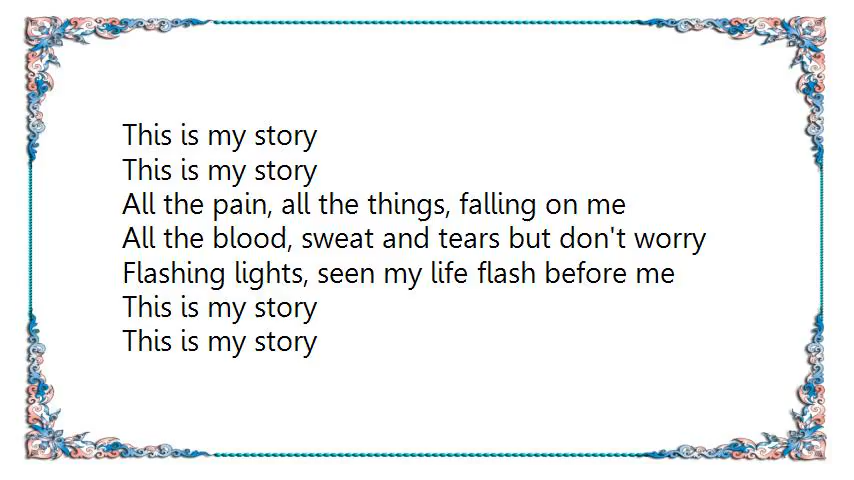 This is my story
This is my story
All the pain, all the things, falling on me
All the blood, sweat and tears but don't worry
Flashing lights, seen my life flash before me
This is my story
This is my story